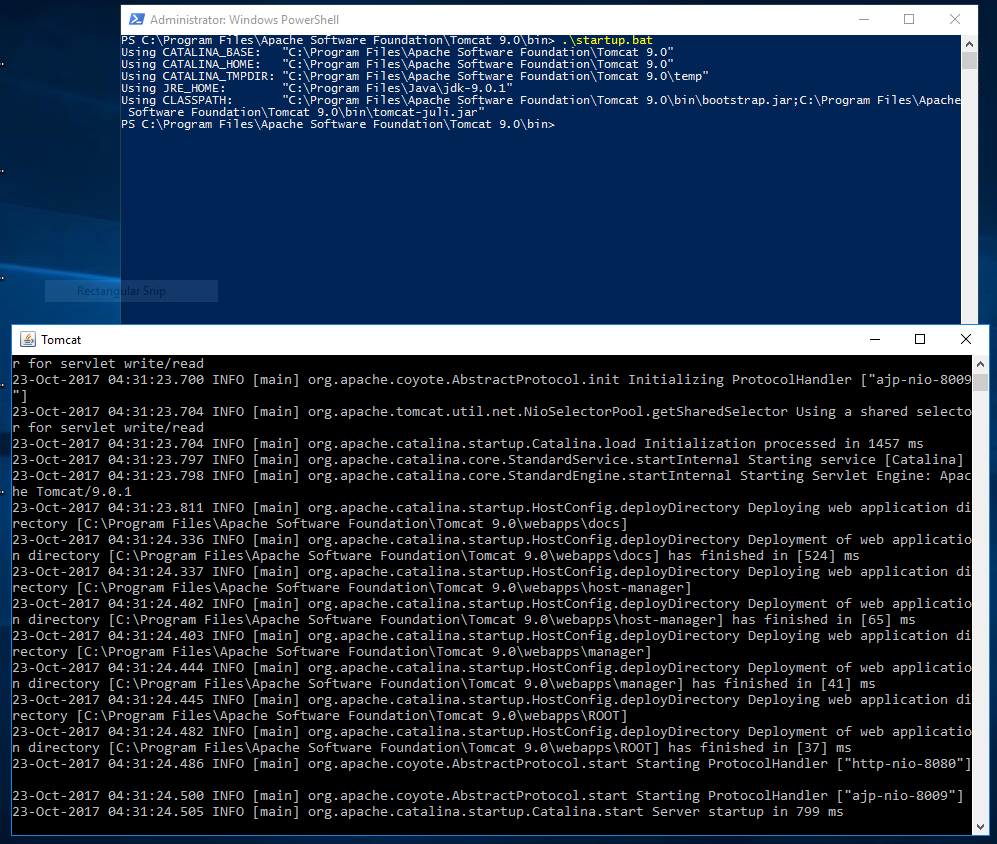 Administrator: Windows PowerShell
PS C:\Program Files\Apache Software Foundation\Tomcat 9.0\bin> .\startup.bat
Using CATALINA_BASE:   "C:\Program Files\Apache Software Foundation\Tomcat 9.0"
Using CATALINA_HOME:   "C:\Program Files\Apache Software Foundation\Tomcat 9.0"
Using CATALINA_TMPDIR: "C:\Program Files\Apache Software Foundation\Tomcat 9.0\temp"
Using JRE_HOME:        "C:\Program Files\Java\jdk-9.0.1"
Using CLASSPATH:       "C:\Program Files\Apache Software Foundation\Tomcat 9.0\bin\bootstrap.jar;C:\Program Files\Apache
 Software Foundation\Tomcat 9.0\bin\tomcat-juli.jar"
PS C:\Program Files\Apache Software Foundation\Tomcat 9.0\bin>
Rectangular Snip
Tomcat
r for servlet write/read
23-Oct-2017 04:31:23.700 INFO [main] org.apache.coyote.AbstractProtocol.init Initializing ProtocolHandler ["ajp-nio-8009
"]
23-Oct-2017 04:31:23.704 INFO [main] org.apache.tomcat.util.net.NioSelectorPool.getSharedSelector Using a shared selecto
r for servlet write/read
23-Oct-2017 04:31:23.704 INFO [main] org.apache.catalina.startup.Catalina.load Initialization processed in 1457 ms
23-Oct-2017 04:31:23.797 INFO [main] org.apache.catalina.core.StandardService.startInternal Starting service [Catalina]
23-Oct-2017 04:31:23.798 INFO [main] org.apache.catalina.core.StandardEngine.startInternal Starting Servlet Engine: Apac
he Tomcat/9.0.1
23-Oct-2017 04:31:23.811 INFO [main] org.apache.catalina.startup.HostConfig.deployDirectory Deploying web application di
rectory [C:\Program Files\Apache Software Foundation\Tomcat 9.0\webapps\docs]
23-Oct-2017 04:31:24.336 INFO [main] org.apache.catalina.startup.HostConfig.deployDirectory Deployment of web applicatio
n directory [C:\Program Files\Apache Software Foundation\Tomcat 9.0\webapps\docs] has finished in [524] ms
23-Oct-2017 04:31:24.337 INFO [main] org.apache.catalina.startup.HostConfig.deployDirectory Deploying web application di
rectory [C:\Program Files\Apache Software Foundation\Tomcat 9.0\webapps\host-manager]
23-Oct-2017 04:31:24.402 INFO [main] org.apache.catalina.startup.HostConfig.deployDirectory Deployment of web applicatio
n directory [C:\Program Files\Apache Software Foundation\Tomcat 9.0\webapps\host-manager] has finished in [65] ms
23-Oct-2017 04:31:24.403 INFO [main] org.apache.catalina.startup.HostConfig.deployDirectory Deploying web application di
rectory [C:\Program Files\Apache Software Foundation\Tomcat 9.0\webapps\manager]
23-Oct-2017 04:31:24.444 INFO [main] org.apache.catalina.startup.HostConfig.deployDirectory Deployment of web applicatio
n directory [C:\Program Files\Apache Software Foundation\Tomcat 9.0\webapps\manager] has finished in [41] ms
23-Oct-2017 04:31:24.445 INFO [main] org.apache.catalina.startup.HostConfig.deployDirectory Deploying web application di
rectory [C:\Program Files\Apache Software Foundation\Tomcat 9.0\webapps\ROOT]
23-Oct-2017 04:31:24.482 INFO [main] org.apache.catalina.startup.HostConfig.deployDirectory Deployment of web applicatio
n directory [C:\Program Files\Apache Software Foundation\Tomcat 9.0\webapps\ROOT] has finished in [37] ms
23-Oct-2017 04:31:24.486 INFO [main] org.apache.coyote.AbstractProtocol.start Starting ProtocolHandler ["http-nio-8080"]
23-Oct-2017 04:31:24.500 INFO [main] org.apache.coyote.AbstractProtocol.start Starting ProtocolHandler ["ajp-nio-8009"]
23-Oct-2017 04:31:24.505 INFO [main] org.apache.catalina.startup.Catalina.start Server startup in 799 ms